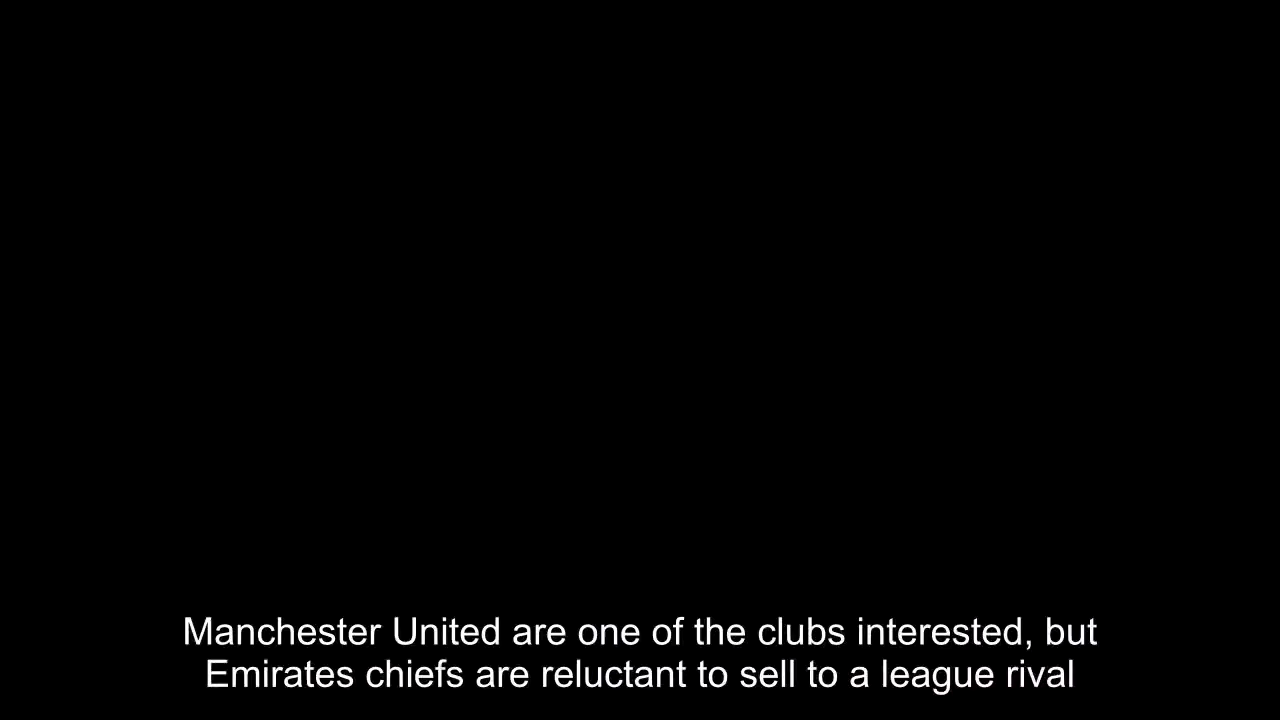 Manchester United are one of the clubs interested, but
Emirates chiefs are reluctant to sell to a league rival